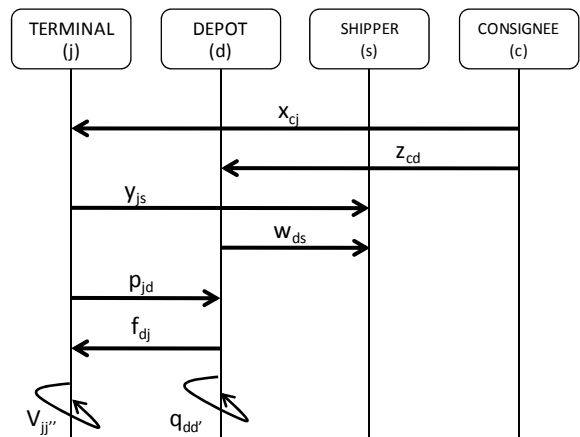 TERMINAL
(j)
DEPOT
(d)
SHIPPER
(s)
CONSIGNEE
(c)
xcj
zcd
yjs
wds
pjd
fdj
Vjj''
qdd'